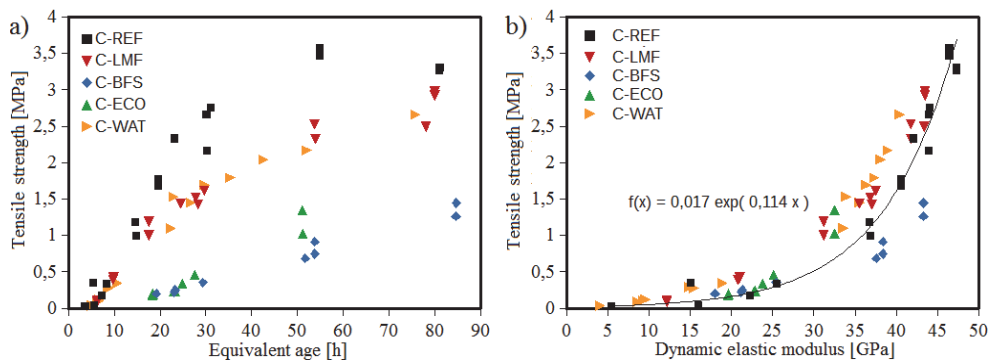 a)
Tensile strength [MPa]
4
3,5
3
2,5
2
1,5
1
0,5
0
C-REF
C-LMF
C-BFS
C-ECO
C-WAT
0 10 20 30 40 50 60 70 80 90
Equivalent age [h]
b)
Tensile strength [MPa]
4
3,5
3
2,5
2
1,5
1
0,5
0
C-REF
C-LMF
C-BFS
C-ECO
C-WAT
f(x) = 0,017 exp( 0,114 x )
0 5 10 15 20 25 30 35 40 45 50
Dynamic elastic modulus [GPa]